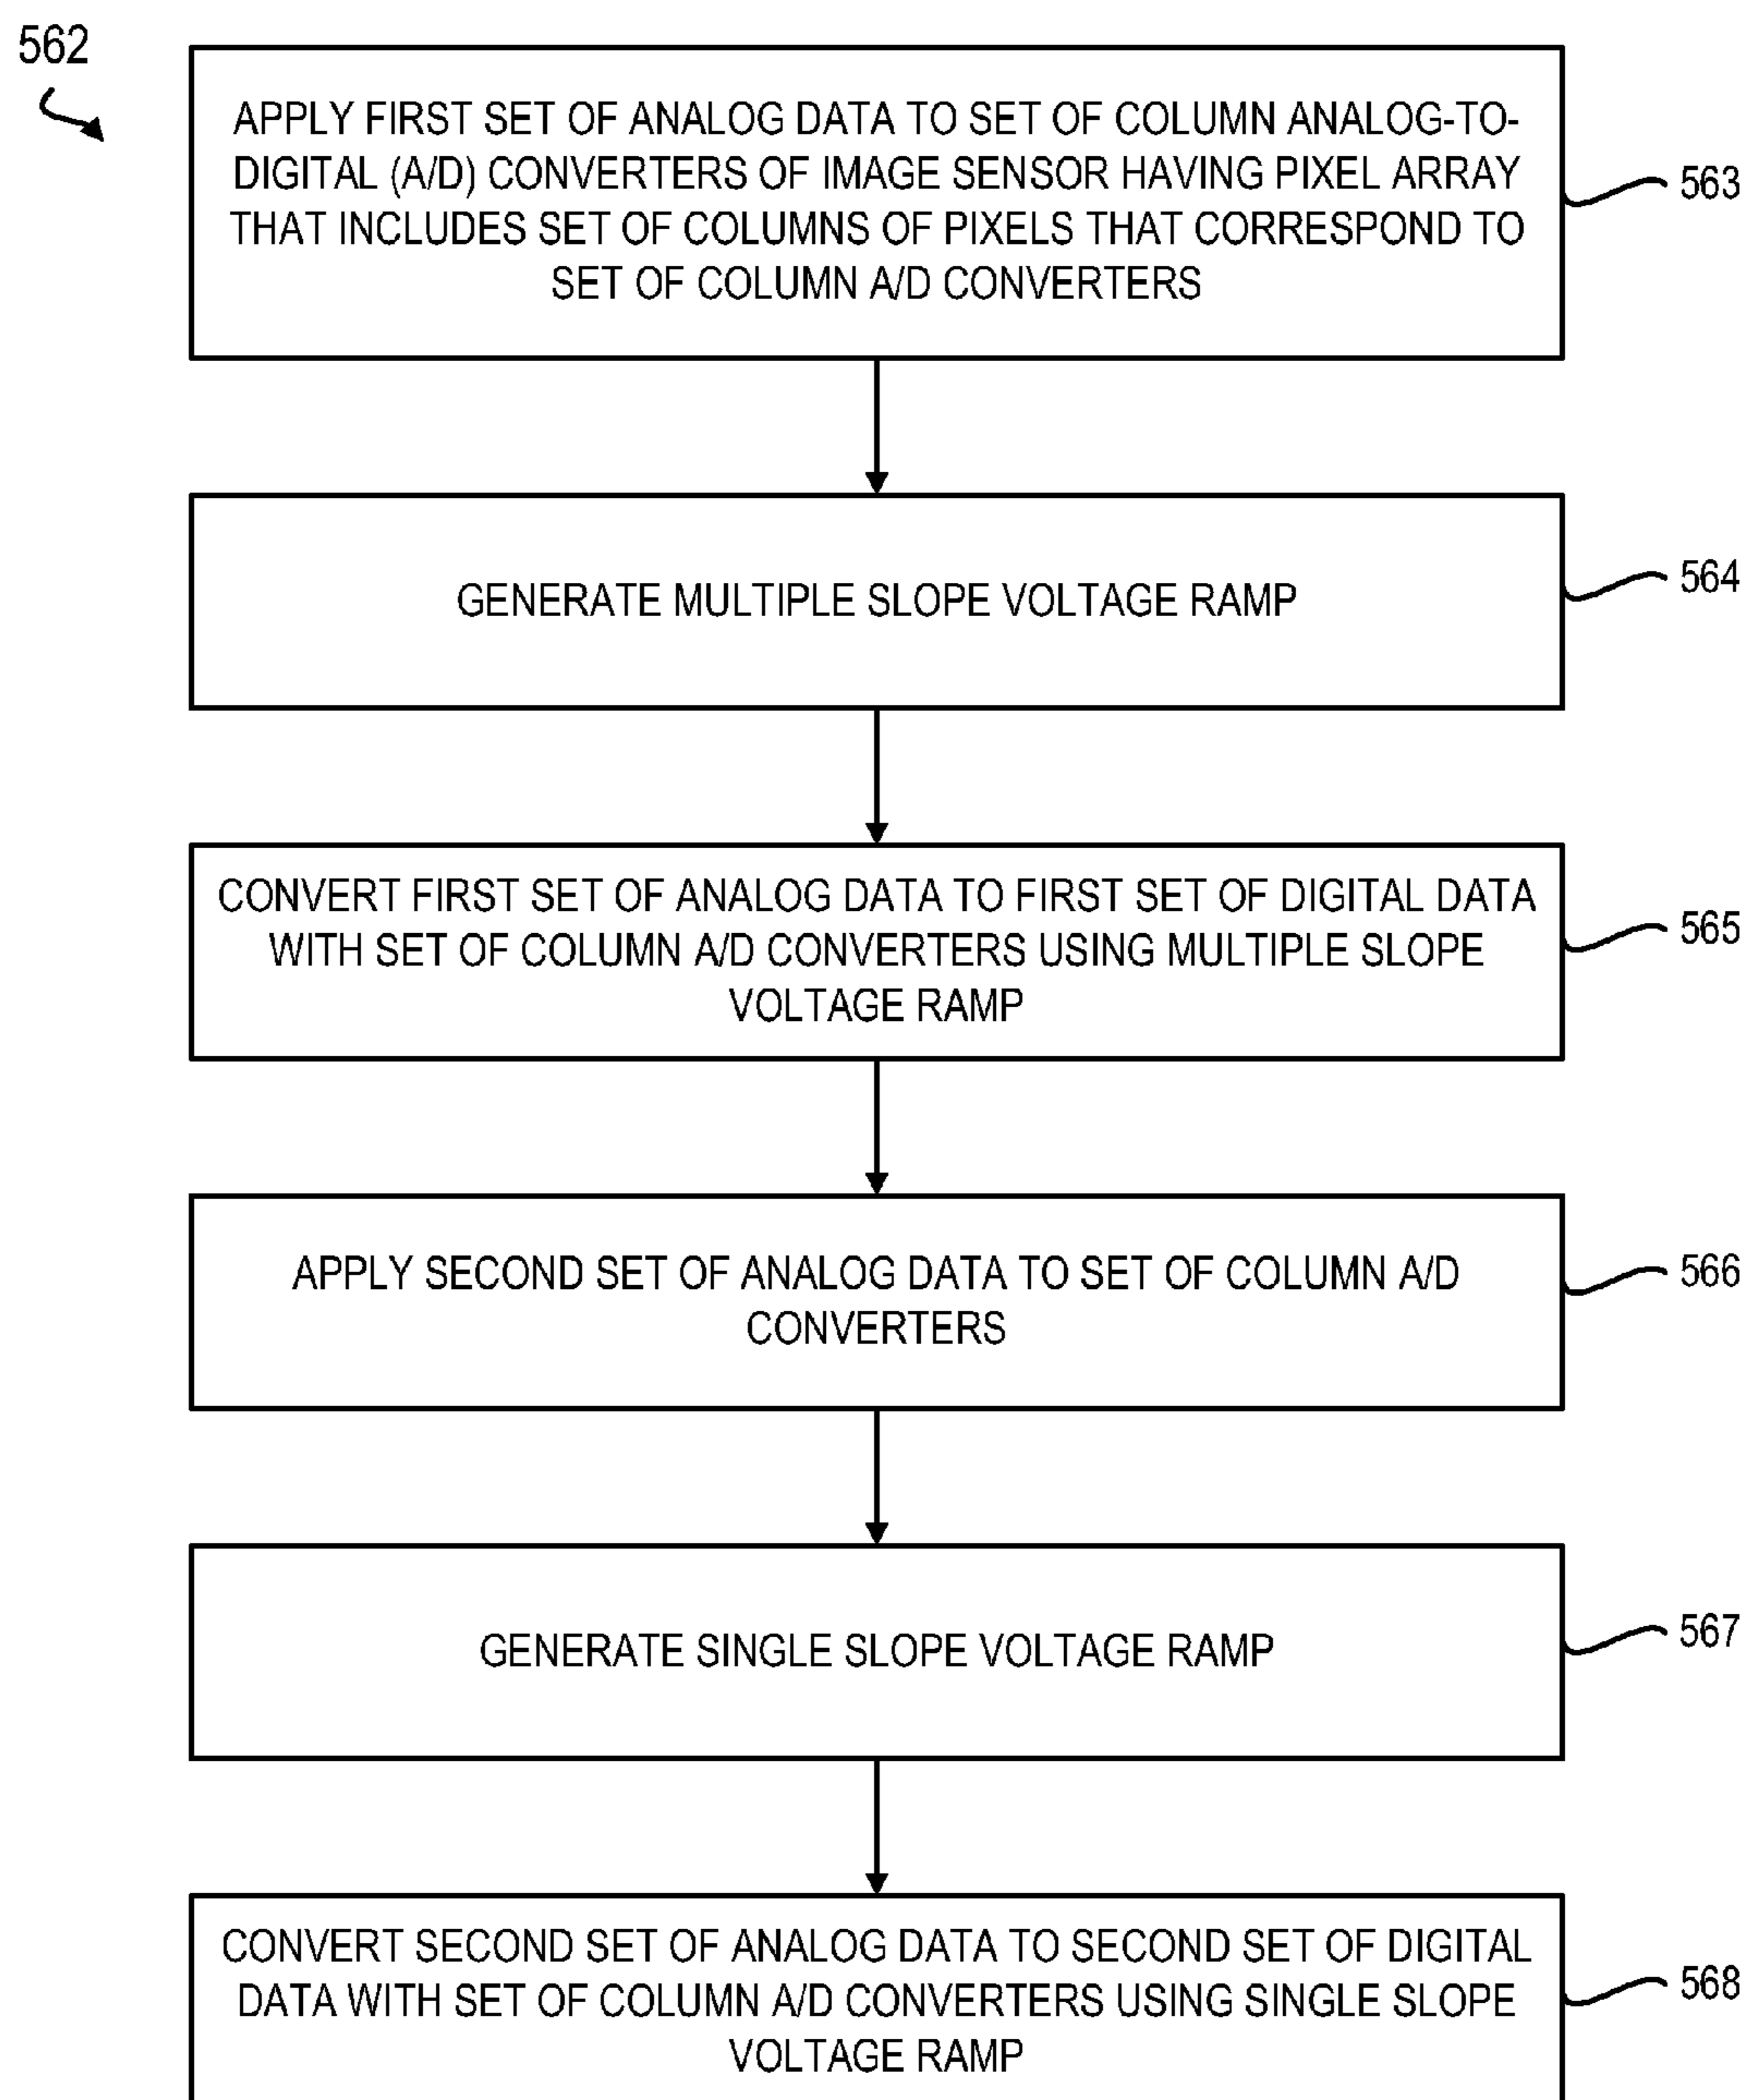 562
APPLY FIRST SET OF ANALOG DATA TO SET OF COLUMN ANALOG-TO-
DIGITAL (A/D) CONVERTERS OF IMAGE SENSOR HAVING PIXEL ARRAY
THAT INCLUDES SET OF COLUMNS OF PIXELS THAT CORRESPOND TO
SET OF COLUMN A/D CONVERTERS
563
GENERATE MULTIPLE SLOPE VOLTAGE RAMP
564
CONVERT FIRST SET OF ANALOG DATA TO FIRST SET OF DIGITAL DATA
WITH SET OF COLUMN A/D CONVERTERS USING MULTIPLE SLOPE
VOLTAGE RAMP
565
APPLY SECOND SET OF ANALOG DATA TO SET OF COLUMN A/D
CONVERTERS
566
GENERATE SINGLE SLOPE VOLTAGE RAMP
567
CONVERT SECOND SET OF ANALOG DATA TO SECOND SET OF DIGITAL
DATA WITH SET OF COLUMN A/D CONVERTERS USING SINGLE SLOPE
VOLTAGE RAMP
568